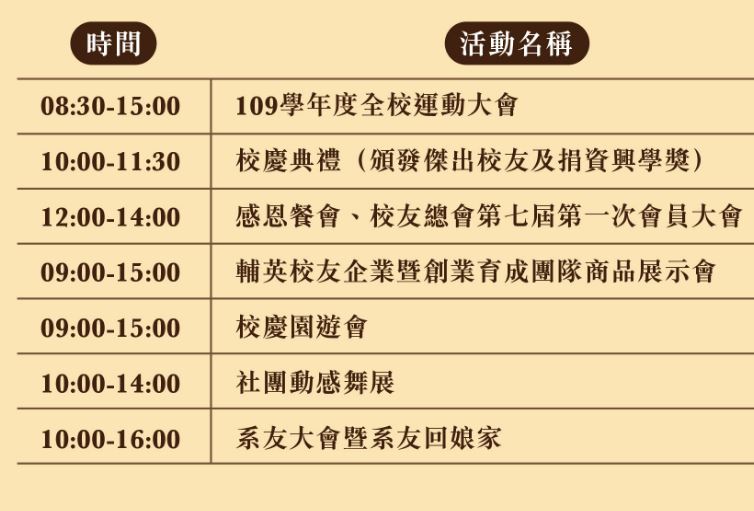 時間 活動名稱
08:30-15:00 109學年度全校運動大會
10:00-11:30 校慶典禮（頒發傑出校友及捐資興學獎）
12:00-14:00 感恩餐會、校友總會第七屆第一次會員大會
09:00-15:00 輔英校友企業暨創業育成團隊商品展示會
09:00-15:00 校慶園遊會
10:00-14:00 社團動感舞展
10:00-16:00 系友大會暨系友回娘家